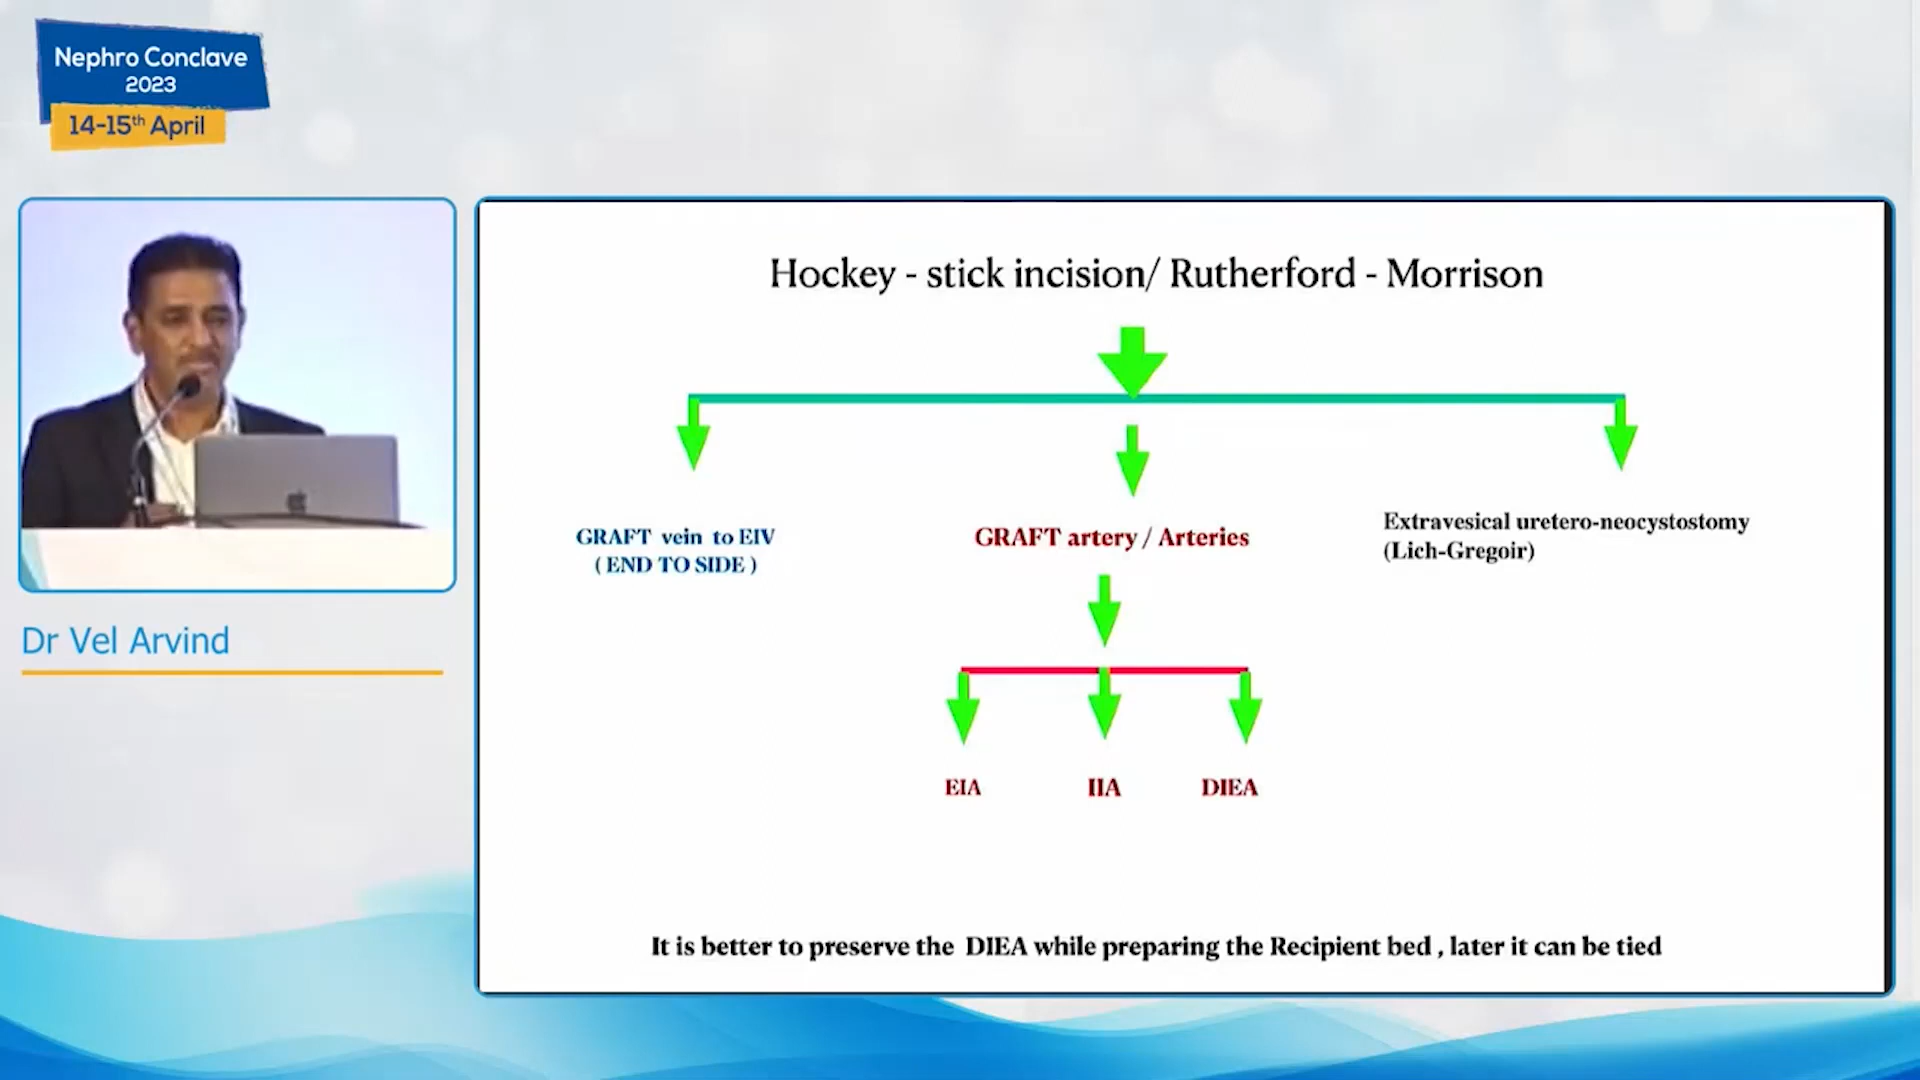 Nephro Conclave
2023
14-15th April
Dr Vel Arvind
Hockey - stick incision/ Rutherford - Morrison
GRAFT vein to EIV
( END TO SIDE )
GRAFT artery / Arteries
Extravesical uretero-neocystostomy
(Lich-Gregoir)
EIA
IIA
DIEA
It is better to preserve the DIEA while preparing the Recipient bed , later it can be tied